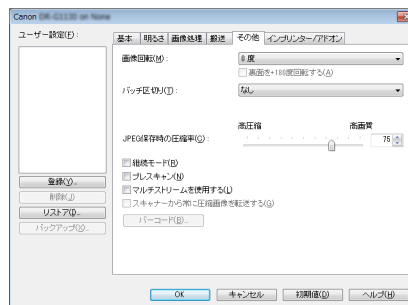 Canon DR-G1130 on None
ユーザー設定(F):
基本 明るさ 画像処理 搬送 その他 インプリンター/アドオン
画像回転(M): 0 度
裏面を+180度回転する(A)
バッチ区切り(T): なし
高圧縮 高画質
JPEG保存時の圧縮率(C): 75
継続モード(R)
プレスキャン(N)
マルチストリームを使用する(L)
スキャナーから常に圧縮画像を転送する(G)
バーコード(B)...
登録(Y)...
削除(J)
リストア(I)...
バックアップ(X)...
OK キャンセル 初期値(D) ヘルプ(H)